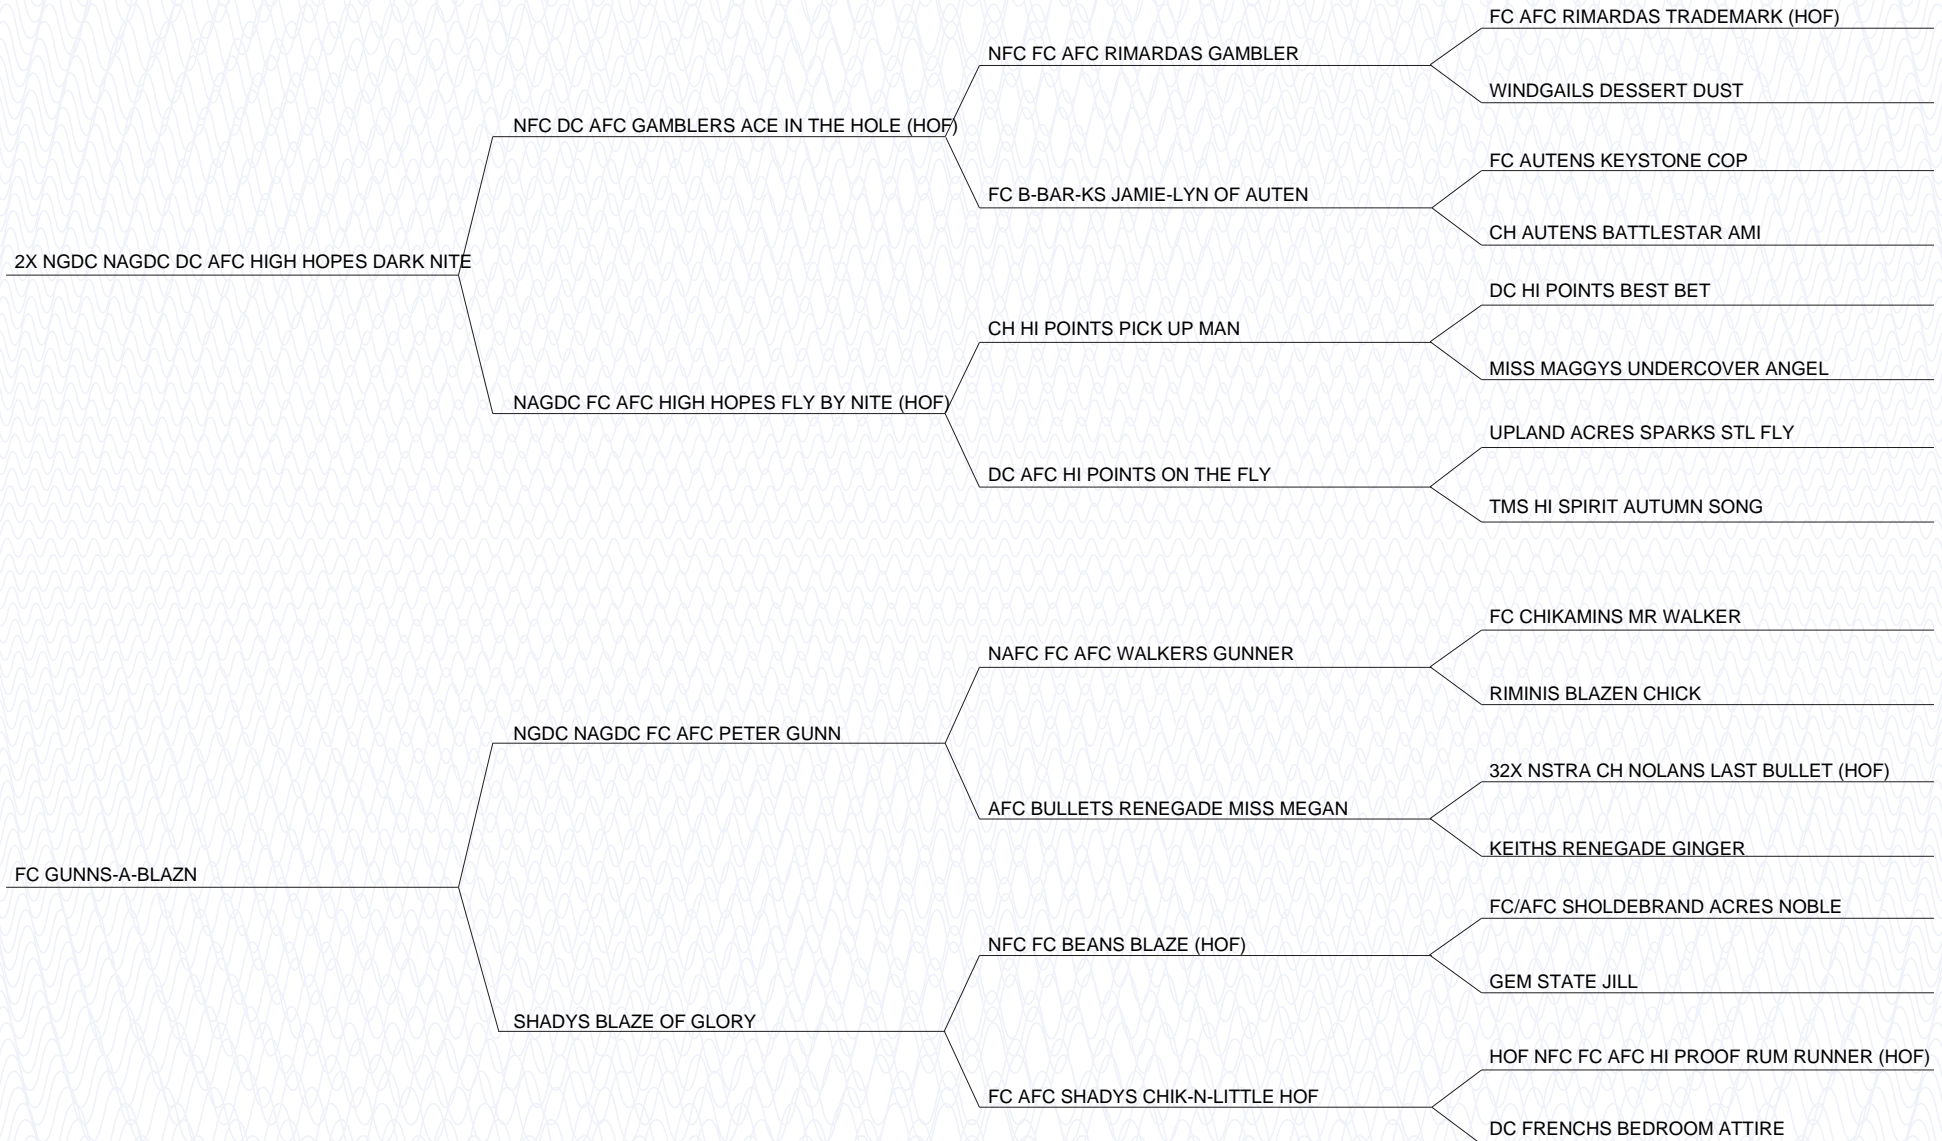 FC AFC RIMARDAS TRADEMARK (HOF)
NFC FC AFC RIMARDAS GAMBLER
WINDGAILS DESSERT DUST
NFC DC AFC GAMBLERS ACE IN THE HOLE (HOF)
FC AUTENS KEYSTONE COP
FC B-BAR-KS JAMIE-LYN OF AUTEN
CH AUTENS BATTLESTAR AMI
2X NGDC NAGDC DC AFC HIGH HOPES DARK NITE
DC HI POINTS BEST BET
CH HI POINTS PICK UP MAN
MISS MAGGYS UNDERCOVER ANGEL
NAGDC FC AFC HIGH HOPES FLY BY NITE (HOF)
UPLAND ACRES SPARKS STL FLY
DC AFC HI POINTS ON THE FLY
TMS HI SPIRIT AUTUMN SONG
FC CHIKAMINS MR WALKER
NAFC FC AFC WALKERS GUNNER
RIMINIS BLAZEN CHICK
NGDC NAGDC FC AFC PETER GUNN
32X NSTRA CH NOLANS LAST BULLET (HOF)
AFC BULLETS RENEGADE MISS MEGAN
KEITHS RENEGADE GINGER
FC GUNNS-A-BLAZN
FC/AFC SHOLDEBRAND ACRES NOBLE
NFC FC BEANS BLAZE (HOF)
GEM STATE JILL
SHADYS BLAZE OF GLORY
HOF NFC FC AFC HI PROOF RUM RUNNER (HOF)
FC AFC SHADYS CHIK-N-LITTLE HOF
DC FRENCHS BEDROOM ATTIRE